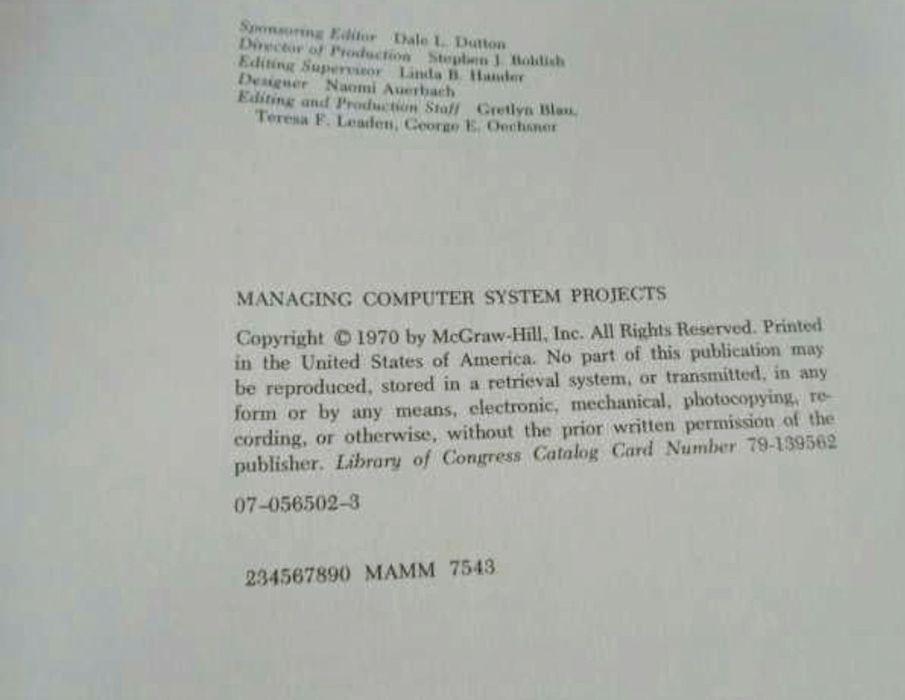 Sponsoring Editor Dale L. Dutton
Director of Production Stephen J. Boldish
Editing Supervisor Linda B. Hander
Designer Naomi Auerbach
Editing and Production Staff Gretlyn Blau,
Teresa F. Leaden, George E. Oechsner
MANAGING COMPUTER SYSTEM PROJECTS
Copyright © 1970 by McGraw-Hill, Inc. All Rights Reserved. Printed
in the United States of America. No part of this publication may
be reproduced, stored in a retrieval system, or transmitted, in any
form or by any means, electronic, mechanical, photocopying, re-
cording, or otherwise, without the prior written permission of the
publisher. Library of Congress Catalog Card Number 79-139562
07-056502-3
234567890 MAMM 7543